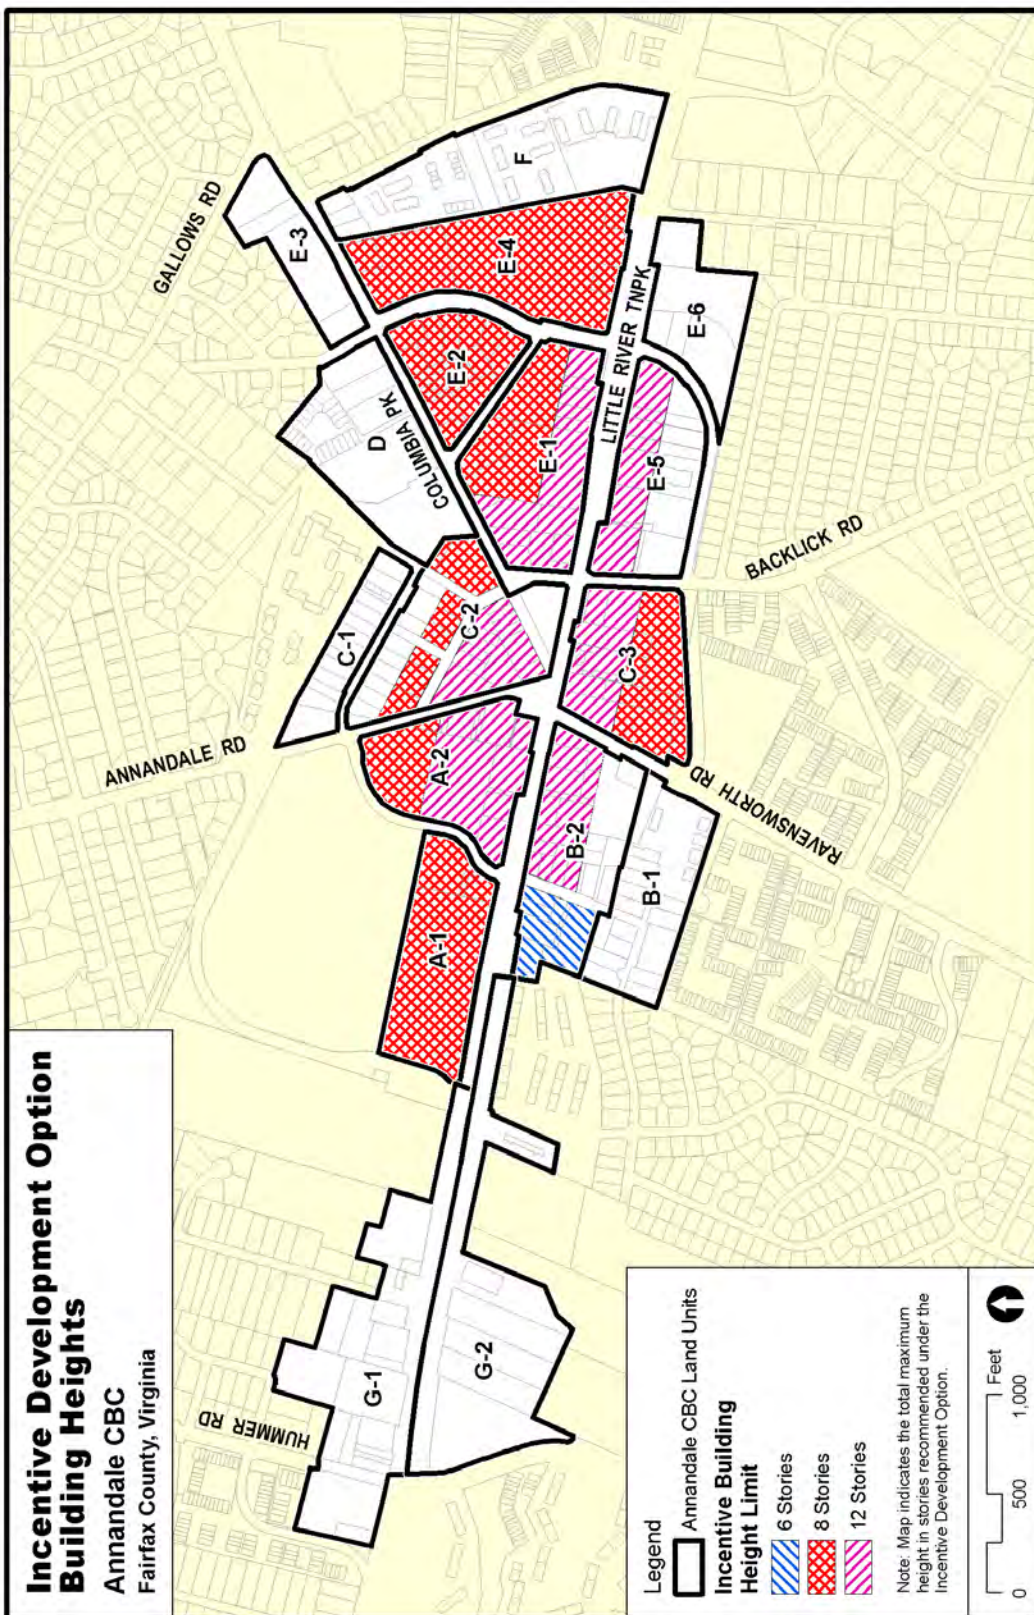 Incentive Development Option
Building Heights
Annandale CBC
Fairfax County, Virginia
GALLOWS RD
ANNANDALE RD
HUMMER RD
COLUMBIA PK
LITTLE RIVER TNPK
BACKLICK RD
RAVENSWORTH RD
G-1
G-2
A-1
A-2
B-1
B-2
C-1
C-2
C-3
D
E-1
E-2
E-3
E-4
E-5
E-6
F
Legend
Annandale CBC Land Units
Incentive Building
Height Limit
6 Stories
8 Stories
12 Stories
Note: Map indicates the total maximum
height in stories recommended under the
Incentive Development Option.
0 500 1,000
Feet